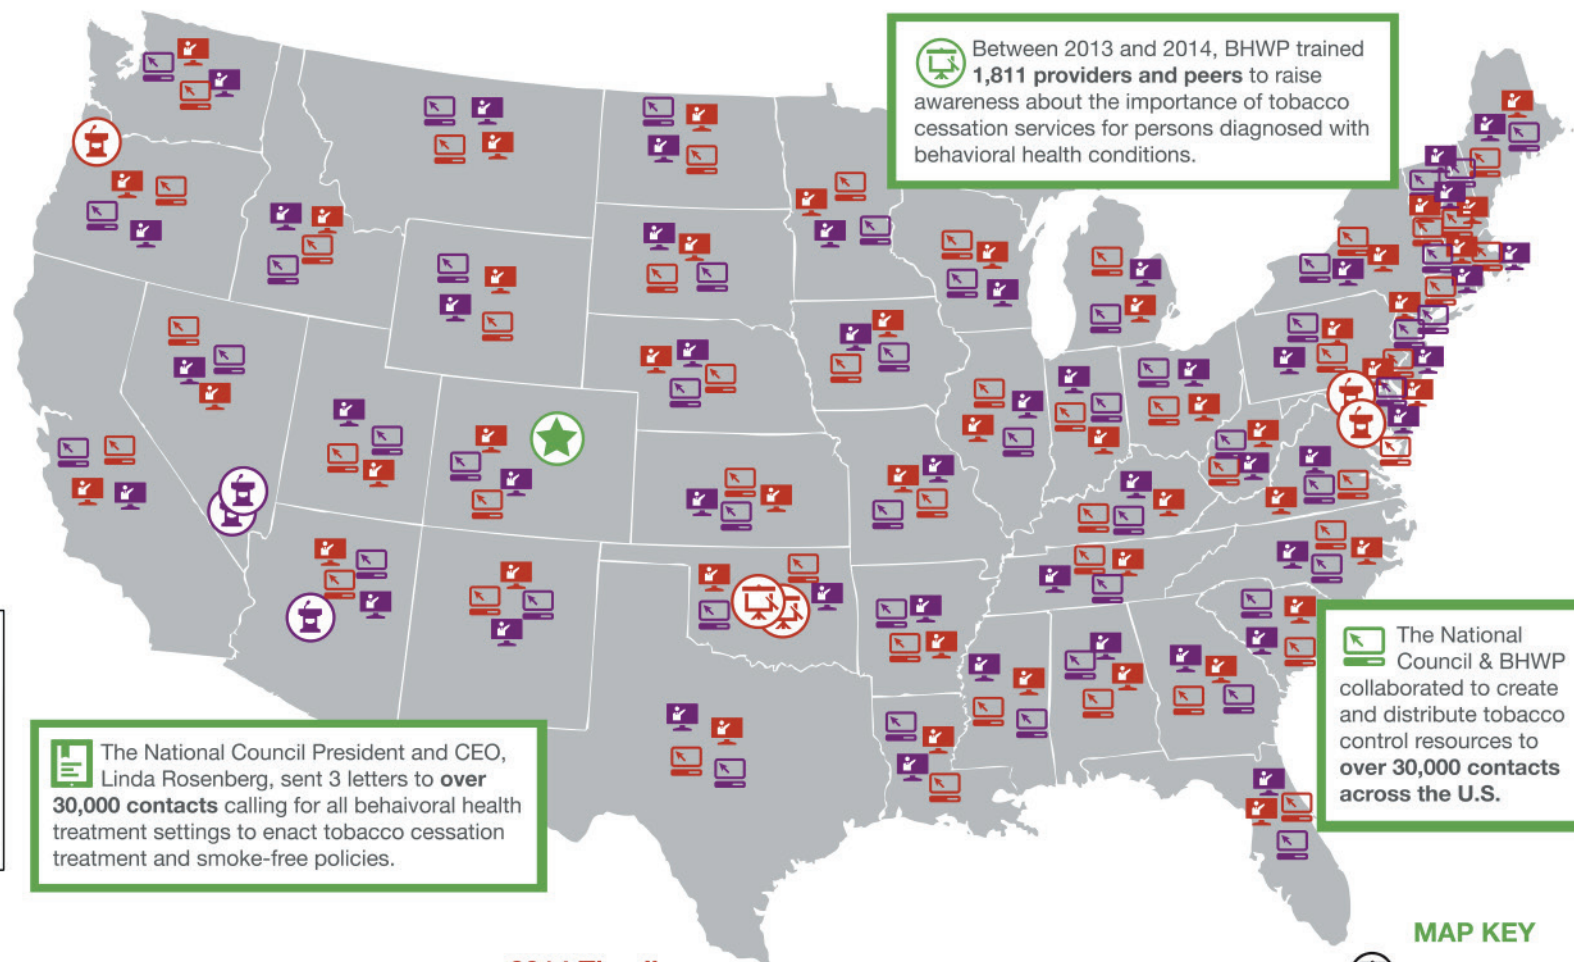 Between 2013 and 2014, BHWP trained
1,811 providers and peers to raise
awareness about the importance of tobacco
cessation services for persons diagnosed with
behavioral health conditions.
The National
Council & BHWP
collaborated to create
and distribute tobacco
control resources to
over 30,000 contacts
across the U.S.
The National Council President and CEO,
Linda Rosenberg, sent 3 letters to over
30,000 contacts calling for all behaivoral health
treatment settings to enact tobacco cessation
treatment and smoke-free policies.
MAP KEY